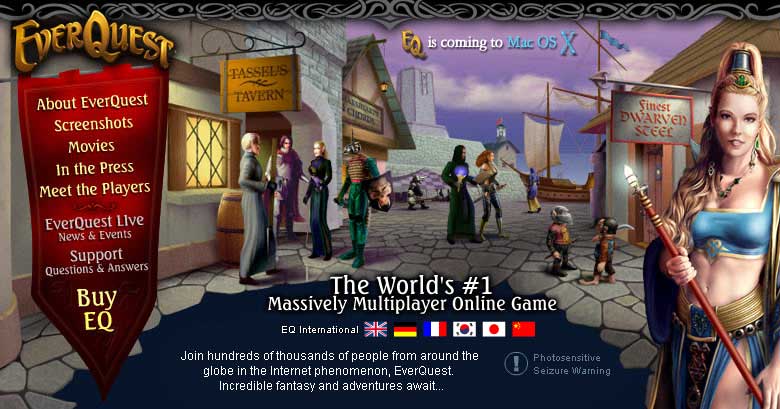 EVERQUEST
EQ is coming to Mac OS X
TASSEL'S
TAVERN
Finest
DWARVEN
STEEL
About EverQuest
Screenshots
Movies
In the Press
Meet the Players
EverQuest Live
News & Events
Support
Questions & Answers
Buy
EQ
The World's #1
Massively Multiplayer Online Game
EQ International
Join hundreds of thousands of people from around the
globe in the Internet phenomenon, EverQuest.
Incredible fantasy and adventures await...
! Photosensitive
Seizure Warning